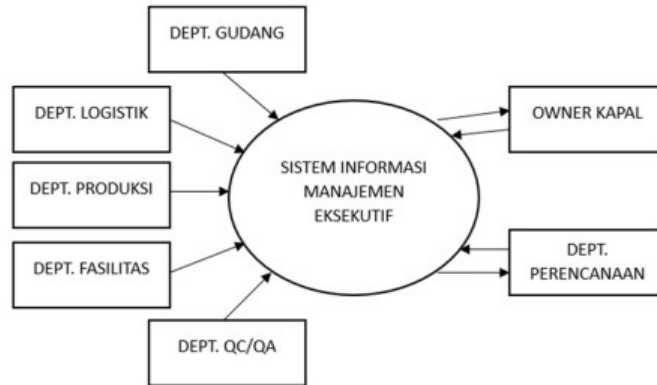 DEPT. GUDANG
DEPT. LOGISTIK
OWNER KAPAL
SISTEM INFORMASI
MANAJEMEN
EKSEKUTIF
DEPT. PRODUKSI
DEPT. FASILITAS
DEPT.
PERENCANAAN
DEPT. QC/QA